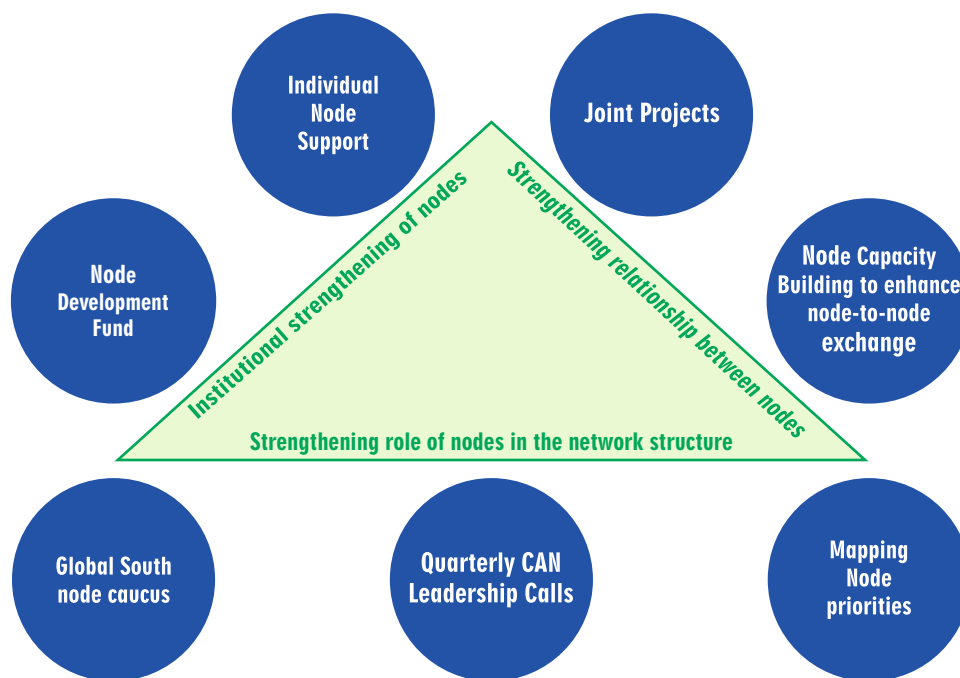 Individual
Node
Support
Joint Projects
Institutional strengthening of nodes
Strengthening relationship between nodes
Node
Development
Fund
Node Capacity
Building to enhance
node-to-node
exchange
Strengthening role of nodes in the network structure
Global South
node caucus
Quarterly CAN
Leadership Calls
Mapping
Node
priorities